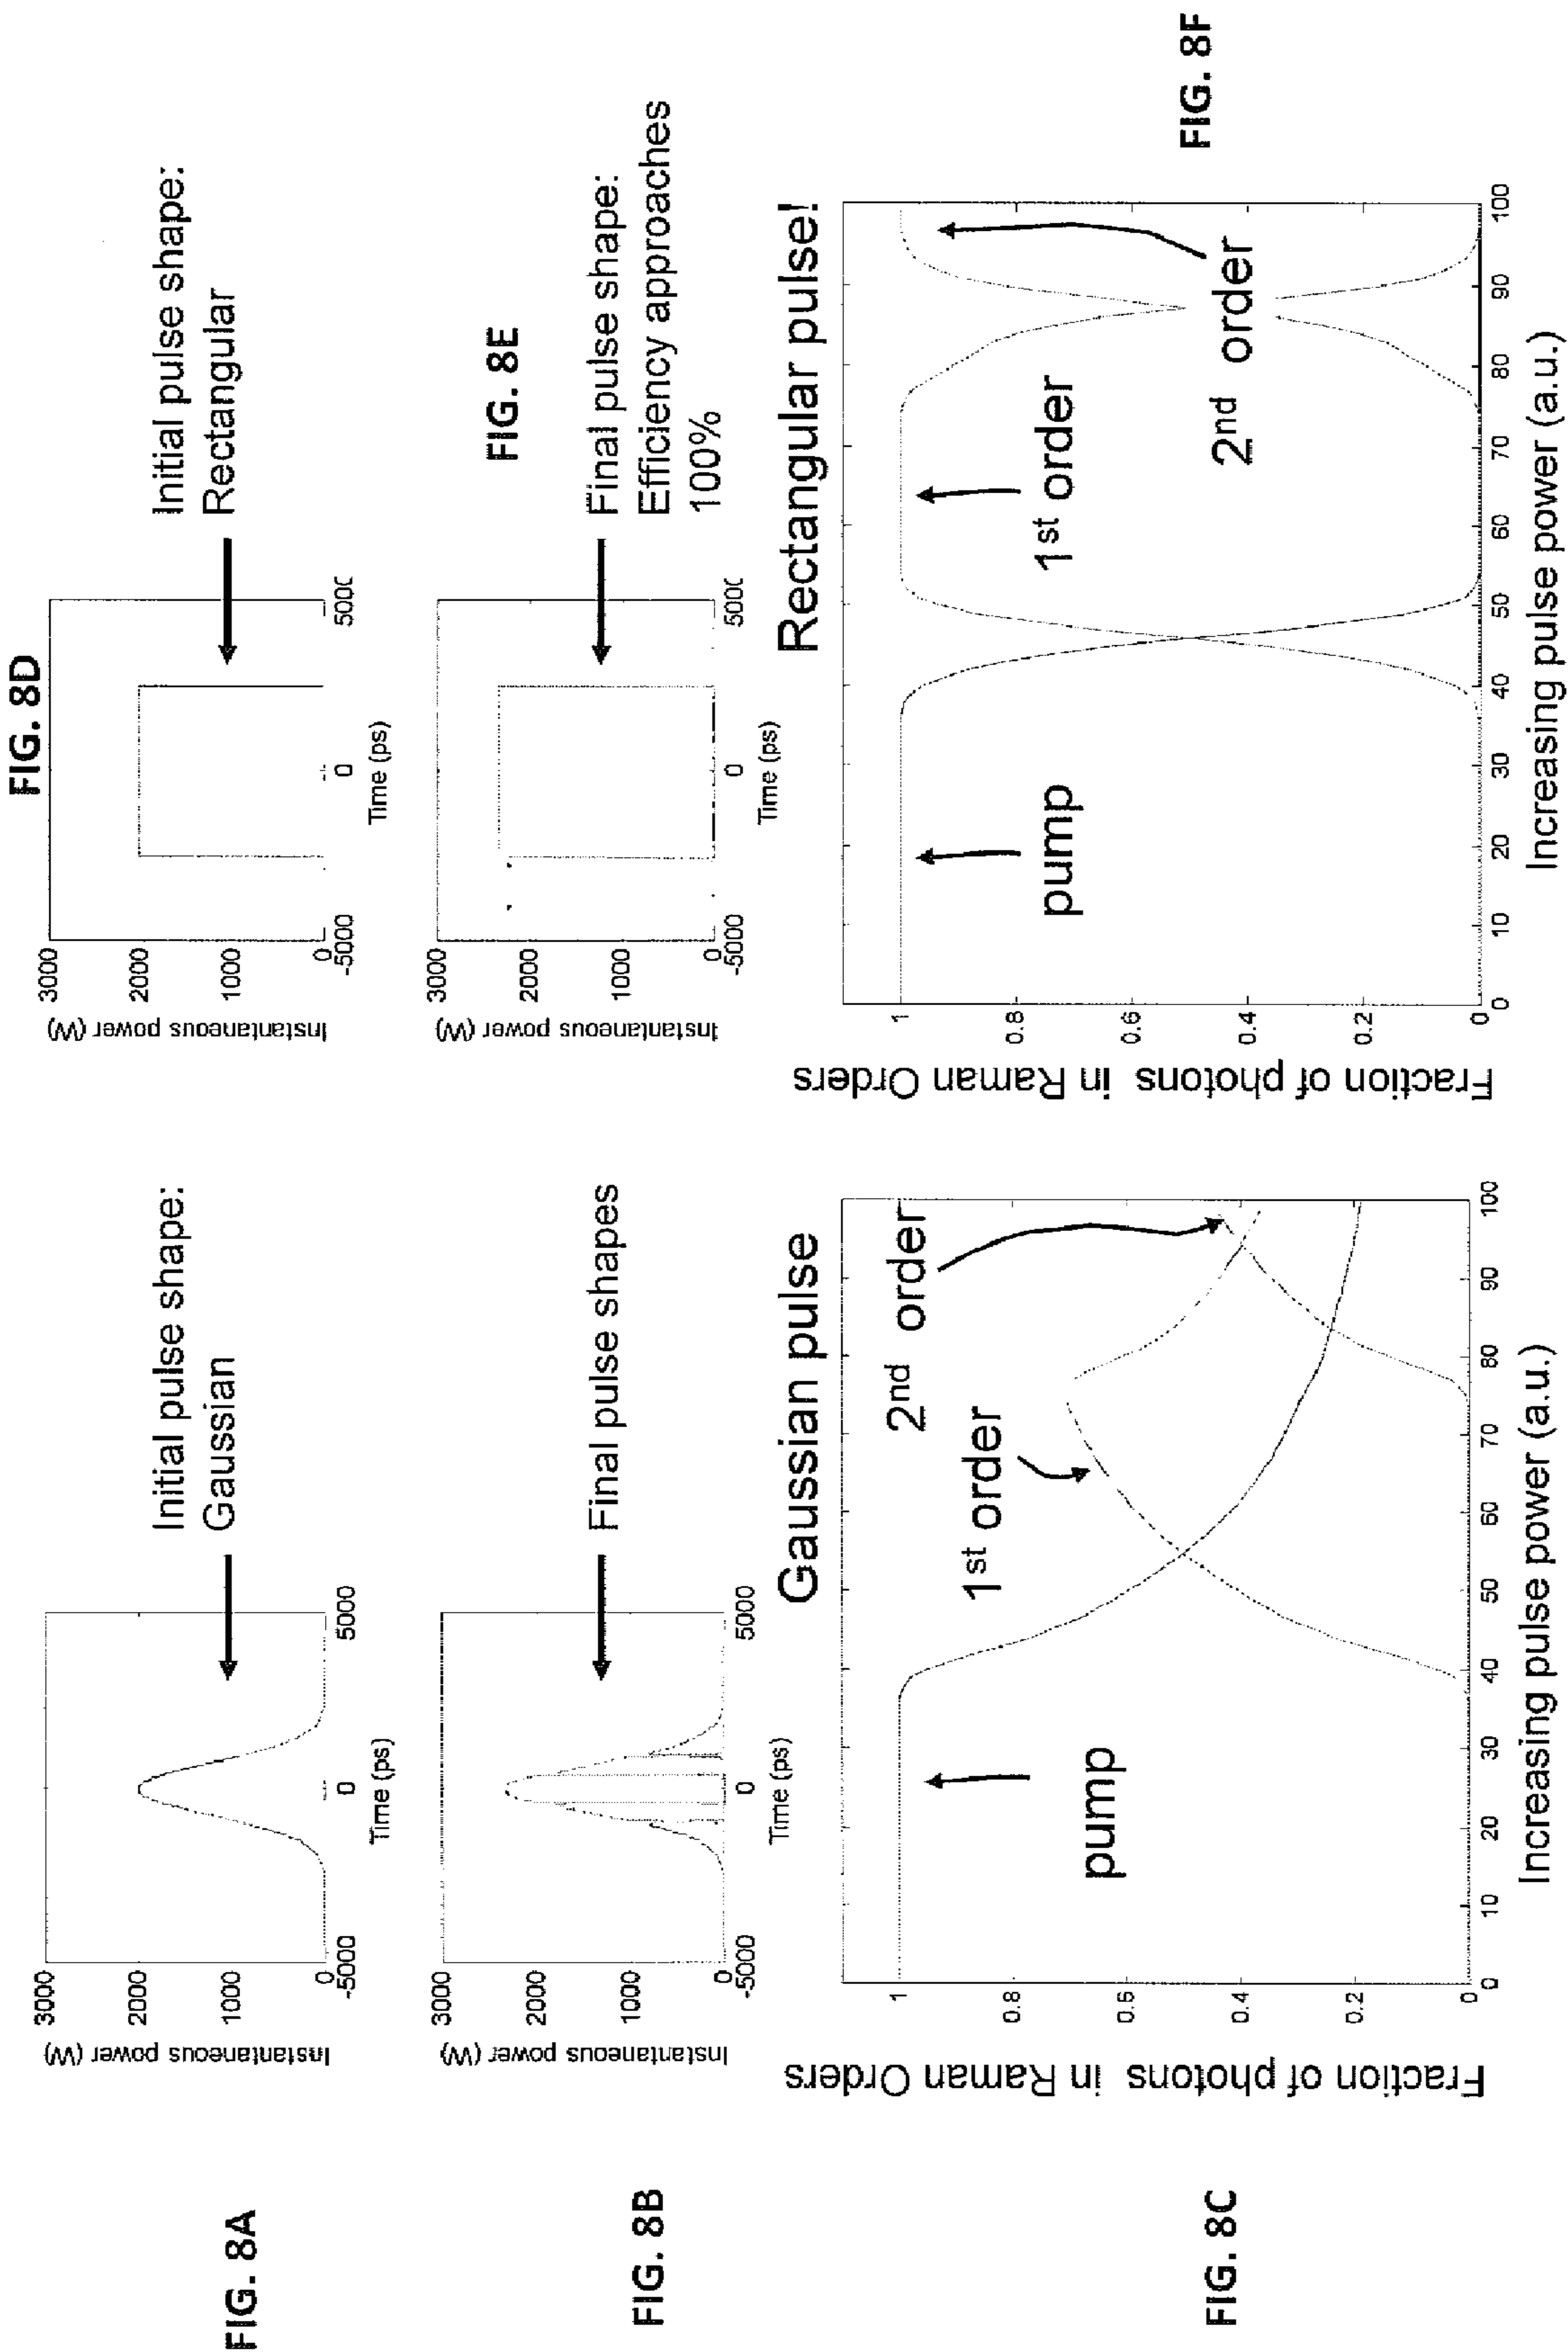 FIG. 8A
Instantaneous power (W)
3000
2000
1000
0
-5000
0
5000
Time (ps)
Initial pulse shape:
Gaussian
FIG. 8B
Instantaneous power (W)
3000
2000
1000
0
-5000
0
5000
Time (ps)
Final pulse shapes
FIG. 8C
Gaussian pulse
Fraction of photons in Raman Orders
1
0.8
0.6
0.4
0.2
0
0
10
20
30
40
50
60
70
80
90
100
Increasing pulse power (a.u.)
pump
1st order
2nd order
FIG. 8D
Instantaneous power (W)
3000
2000
1000
0
-5000
0
500
Time (ps)
Initial pulse shape:
Rectangular
FIG. 8E
Instantaneous power (W)
3000
2000
1000
0
-5000
0
500
Time (ps)
Final pulse shape:
Efficiency approaches
100%
Rectangular pulse!
Fraction of photons in Raman Orders
1
0.8
0.6
0.4
0.2
0
0
10
20
30
40
50
60
70
80
90
100
Increasing pulse power (a.u.)
pump
1st order
2nd order
FIG. 8F